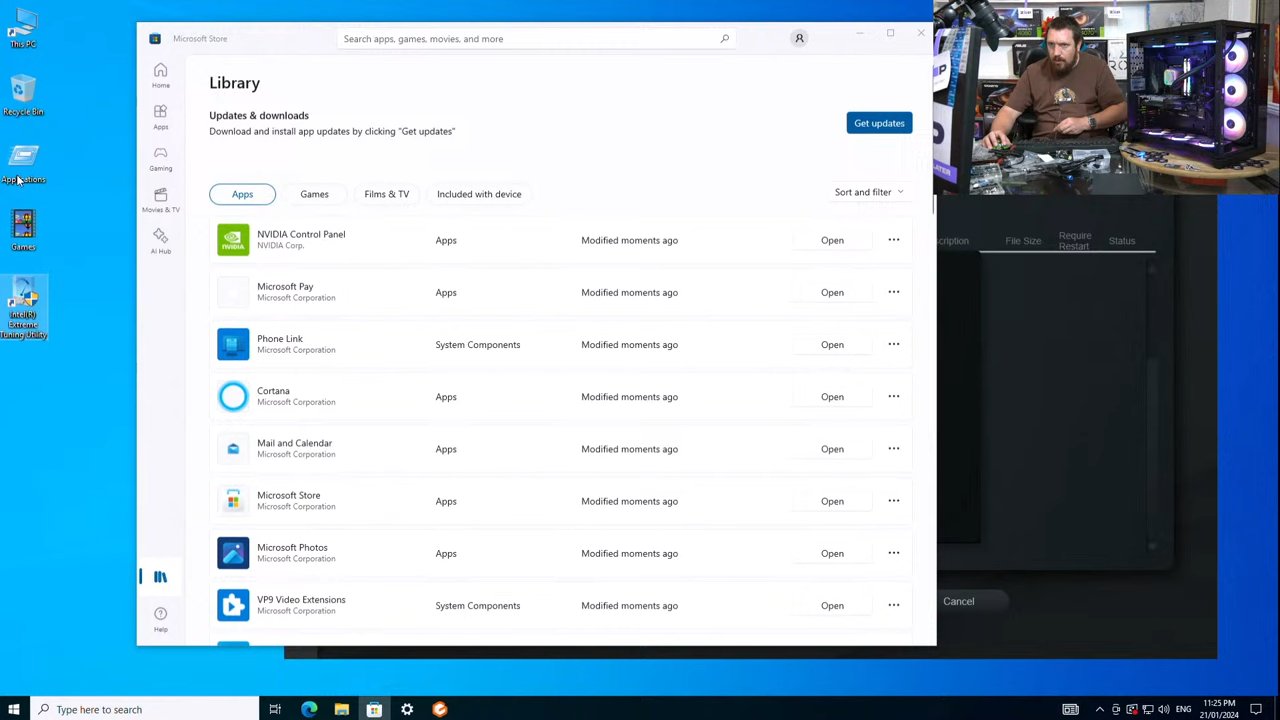 This PC
Recycle Bin
Applications
Games
Intel(R)
Extreme
Tuning Utility
Microsoft Store
Search apps, games, movies, and more
Home
Apps
Gaming
Movies & TV
AI Hub
Help
Library
Updates & downloads
Download and install app updates by clicking "Get updates"
Get updates
Apps
Games
Films & TV
Included with device
Sort and filter
NVIDIA Control Panel
NVIDIA Corp.
Apps
Modified moments ago
Open
Microsoft Pay
Microsoft Corporation
Apps
Modified moments ago
Open
Phone Link
Microsoft Corporation
System Components
Modified moments ago
Open
Cortana
Microsoft Corporation
Apps
Modified moments ago
Open
Mail and Calendar
Microsoft Corporation
Apps
Modified moments ago
Open
Microsoft Store
Microsoft Corporation
Apps
Modified moments ago
Open
Microsoft Photos
Microsoft Corporation
Apps
Modified moments ago
Open
VP9 Video Extensions
Microsoft Corporation
System Components
Modified moments ago
Open
File Size
Require
Restart
Status
Cancel
Type here to search
ENG
11:25 PM
21/01/2024